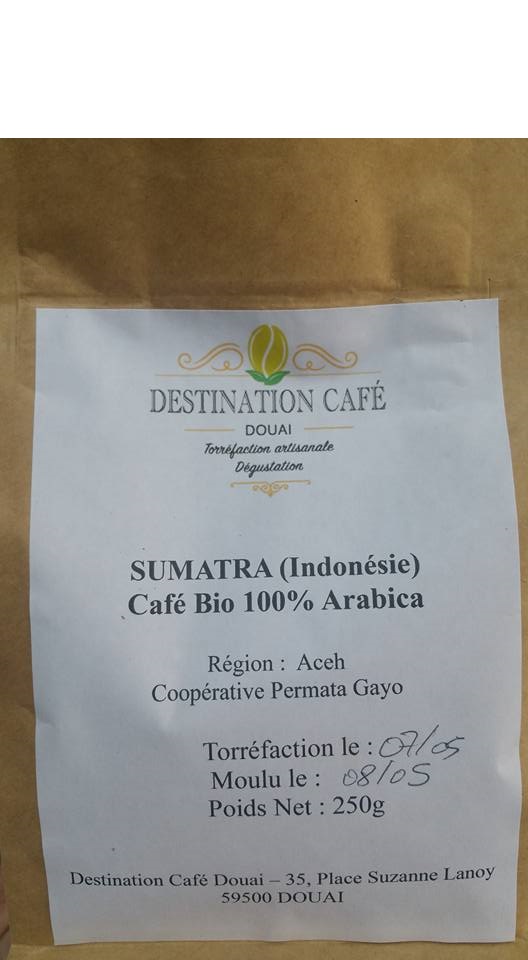 DESTINATION CAFÉ
DOUAI
Torréfaction artisanale
Dégustation
SUMATRA (Indonésie)
Café Bio 100% Arabica
Région : Aceh
Coopérative Permata Gayo
Torréfaction le : 07/05
Moulu le : 08/05
Poids Net : 250g
Destination Café Douai – 35, Place Suzanne Lanoy
59500 DOUAI